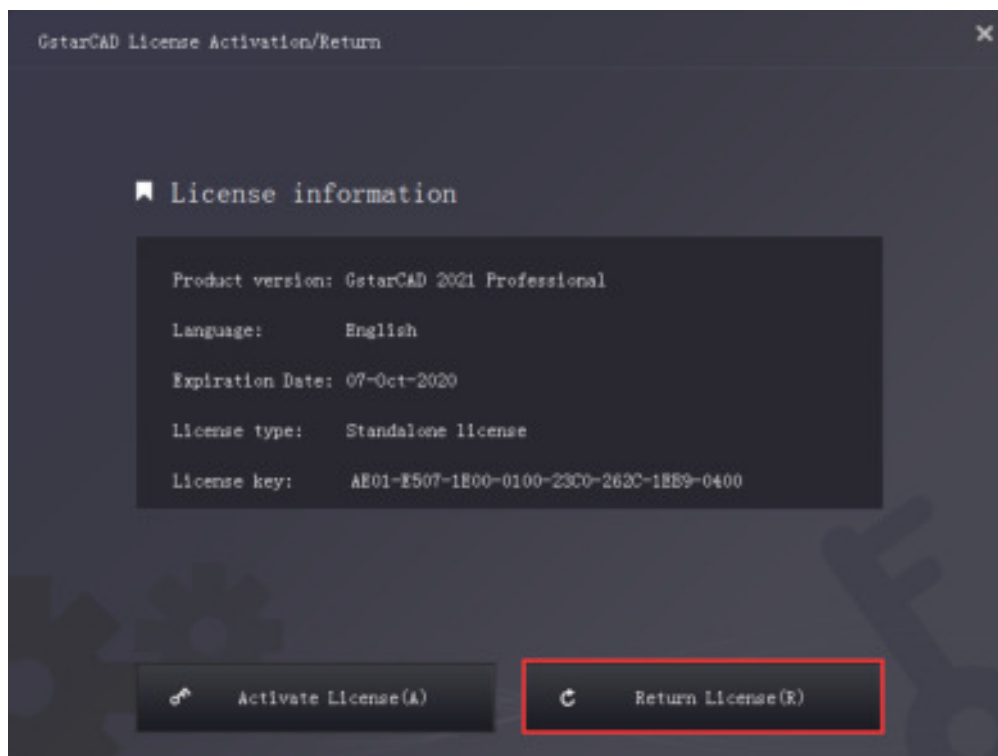 GstarCAD License Activation/Return
License information
Product version: GstarCAD 2021 Professional
Language: English
Expiration Date: 07-Oct-2020
License type: Standalone license
License key: AE01-E507-1E00-0100-23C0-262C-1EB9-0400
Activate License(A)
Return License(R)